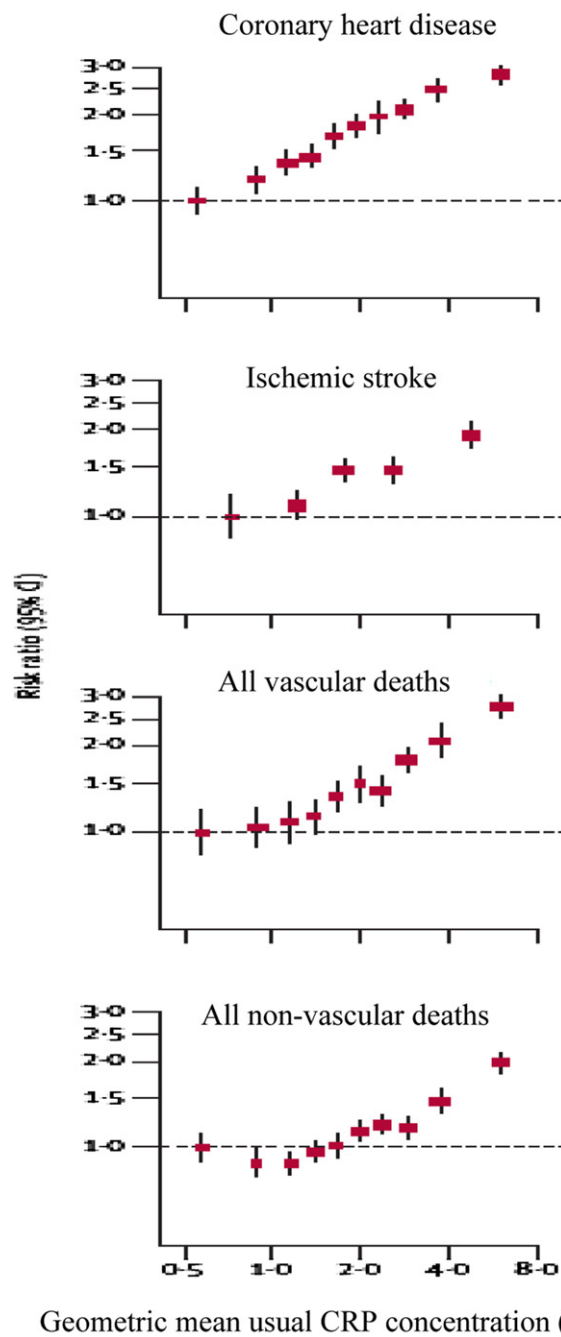 Coronary heart disease
3-0
2-5
2-0
1-5
1-0
Ischemic stroke
3-0
2-5
2-0
1-5
1-0
Risk ratio (95% CI)
All vascular deaths
3-0
2-5
2-0
1-5
1-0
All non-vascular deaths
3-0
2-5
2-0
1-5
1-0
0-5 1-0 2-0 4-0 8-0
Geometric mean usual CRP concentration (